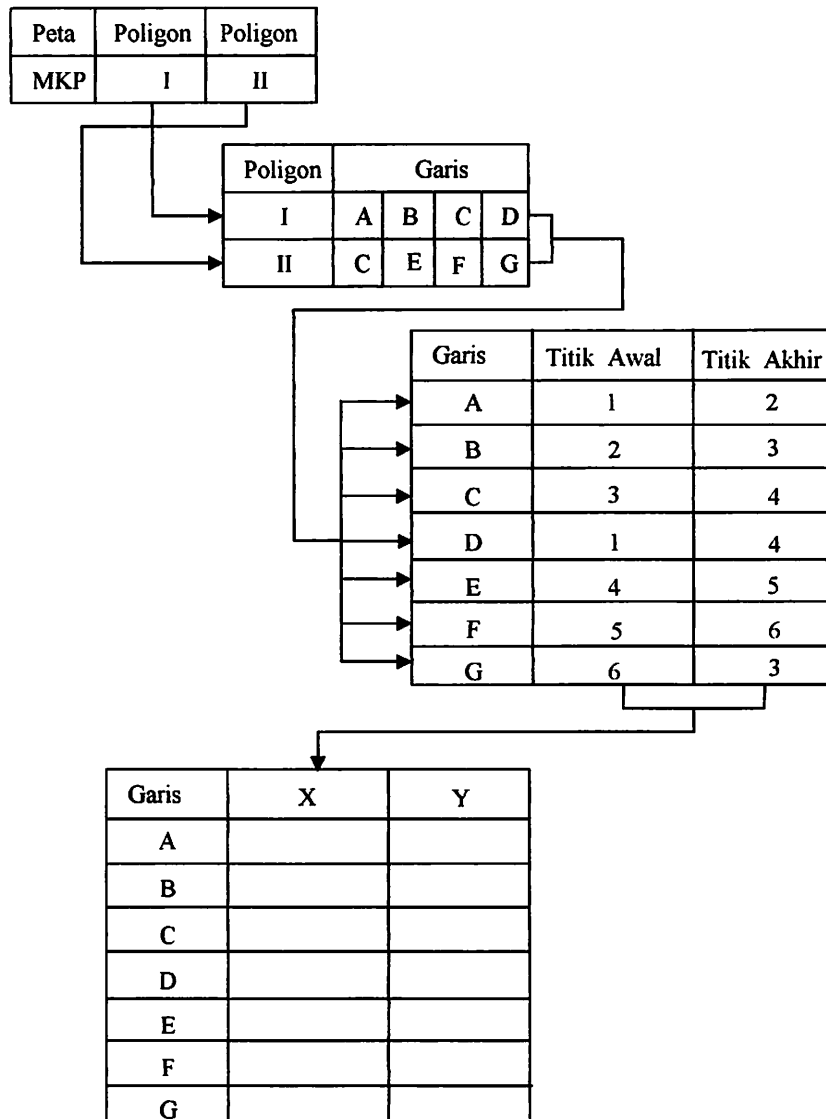 Peta Poligon Poligon
MKP I II
Poligon Garis
I A B C D
II C E F G
Garis Titik Awal Titik Akhir
A 1 2
B 2 3
C 3 4
D 1 4
E 4 5
F 5 6
G 6 3
Garis X Y
A
B
C
D
E
F
G